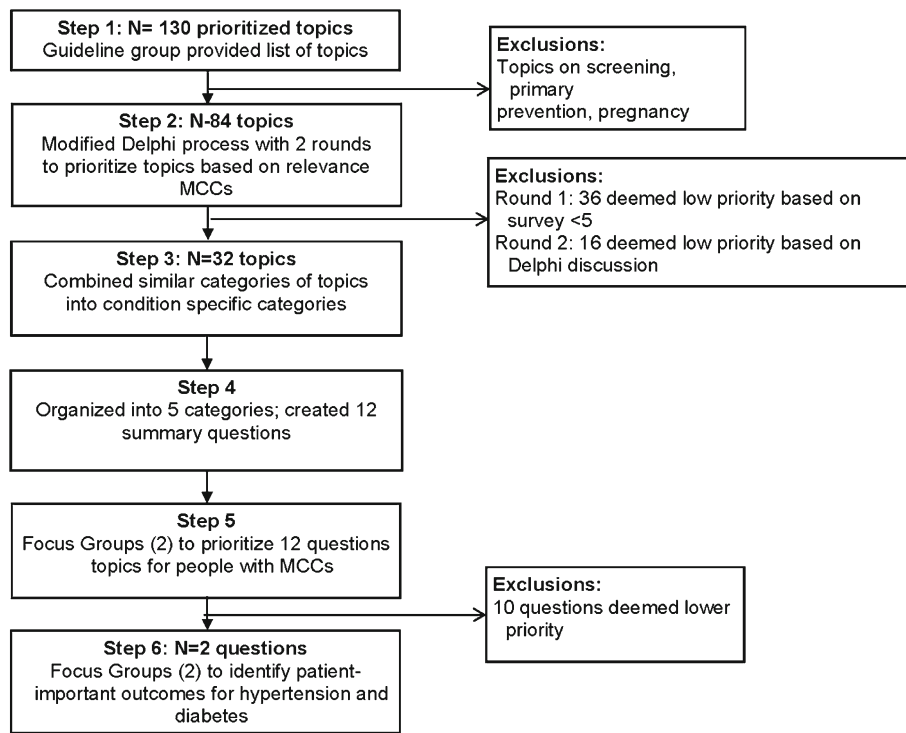 Step 1: N= 130 prioritized topics
Guideline group provided list of topics
Exclusions:
Topics on screening,
primary
prevention, pregnancy
Step 2: N-84 topics
Modified Delphi process with 2 rounds
to prioritize topics based on relevance
MCCs
Exclusions:
Round 1: 36 deemed low priority based on
survey <5
Round 2: 16 deemed low priority based on
Delphi discussion
Step 3: N=32 topics
Combined similar categories of topics
into condition specific categories
Step 4
Organized into 5 categories; created 12
summary questions
Step 5
Focus Groups (2) to prioritize 12 questions
topics for people with MCCs
Exclusions:
10 questions deemed lower
priority
Step 6: N=2 questions
Focus Groups (2) to identify patient-
important outcomes for hypertension and
diabetes